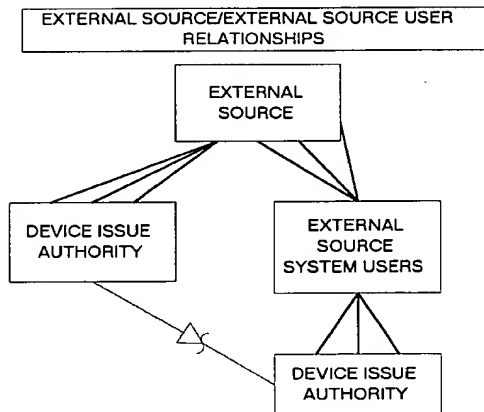 EXTERNAL SOURCE/EXTERNAL SOURCE USER
RELATIONSHIPS
EXTERNAL
SOURCE
DEVICE ISSUE
AUTHORITY
EXTERNAL
SOURCE
SYSTEM USERS
DEVICE ISSUE
AUTHORITY